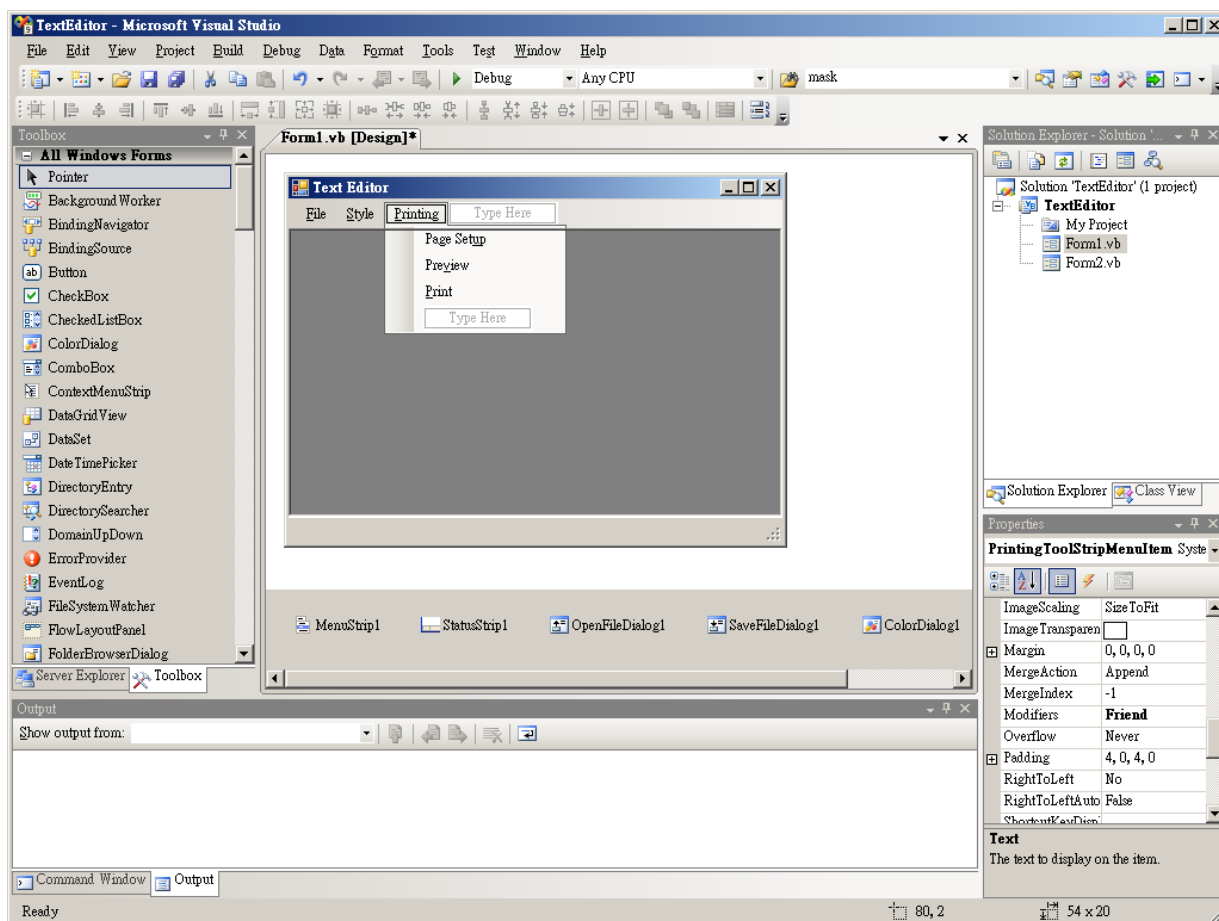 TextEditor - Microsoft Visual Studio
File Edit View Project Build Debug Data Format Tools Test Window Help
Debug Any CPU mask
Toolbox
All Windows Forms
Pointer
BackgroundWorker
BindingNavigator
BindingSource
Button
CheckBox
CheckedListBox
ColorDialog
ComboBox
ContextMenuStrip
DataGridView
DataSet
DateTimePicker
DirectoryEntry
DirectorySearcher
DomainUpDown
ErrorProvider
EventLog
FileSystemWatcher
FlowLayoutPanel
FolderBrowserDialog
Server Explorer Toolbox
Form1.vb [Design]*
Text Editor
File Style Printing Type Here
Page Setup
Preview
Print
Type Here
MenuStrip1 StatusStrip1 OpenFileDialog1 SaveFileDialog1 ColorDialog1
Solution Explorer - Solution '...
Solution 'TextEditor' (1 project)
TextEditor
My Project
Form1.vb
Form2.vb
Solution Explorer Class View
Properties
PrintingToolStripMenuItem Syste
ImageScaling SizeToFit
ImageTransparen
Margin 0, 0, 0, 0
MergeAction Append
MergeIndex -1
Modifiers Friend
Overflow Never
Padding 4, 0, 4, 0
RightToLeft No
RightToLeftAuto False
Text
The text to display on the item.
Output
Show output from:
Command Window Output
Ready 80, 2 54 x 20